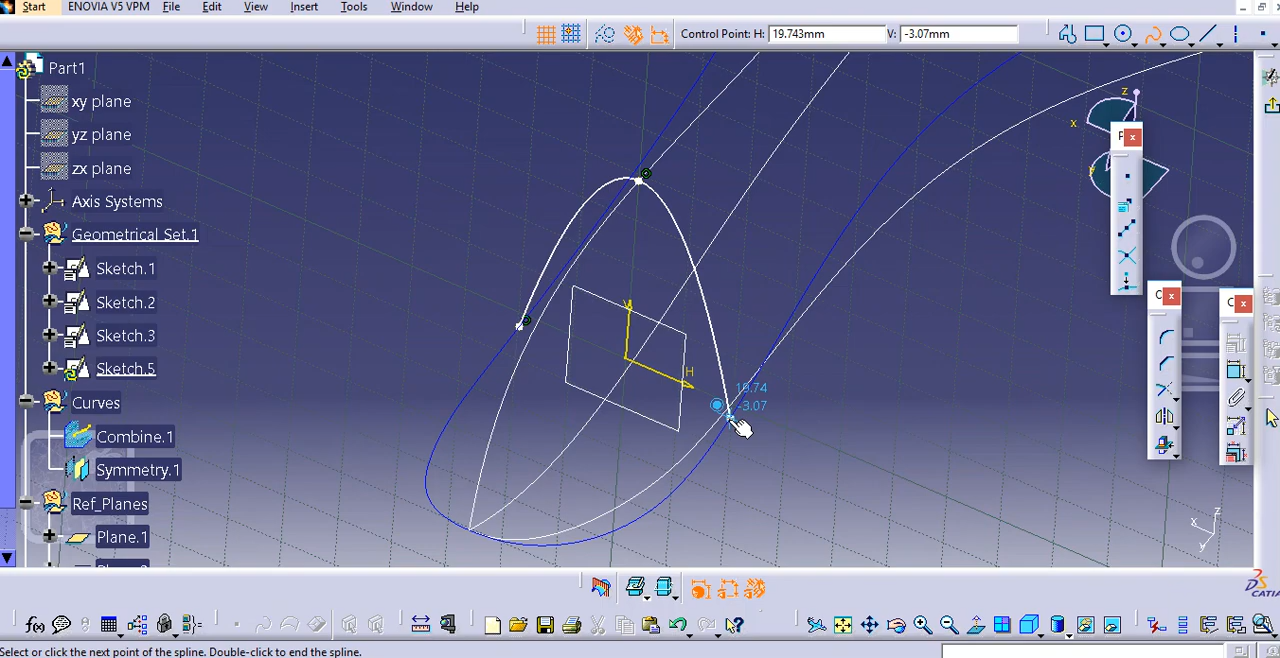 Start ENOVIA V5 VPM File Edit View Insert Tools Window Help
Control Point: H: 19.743mm V: -3.07mm
Part1
xy plane
yz plane
zx plane
Axis Systems
Geometrical Set.1
Sketch.1
Sketch.2
Sketch.3
Sketch.5
Curves
Combine.1
Symmetry.1
Ref_Planes
Plane.1
V
H
19.74
-3.07
z
x
y
P
C
C
z
x
y
CATIA
f(x)
Select or click the next point of the spline. Double-click to end the spline.